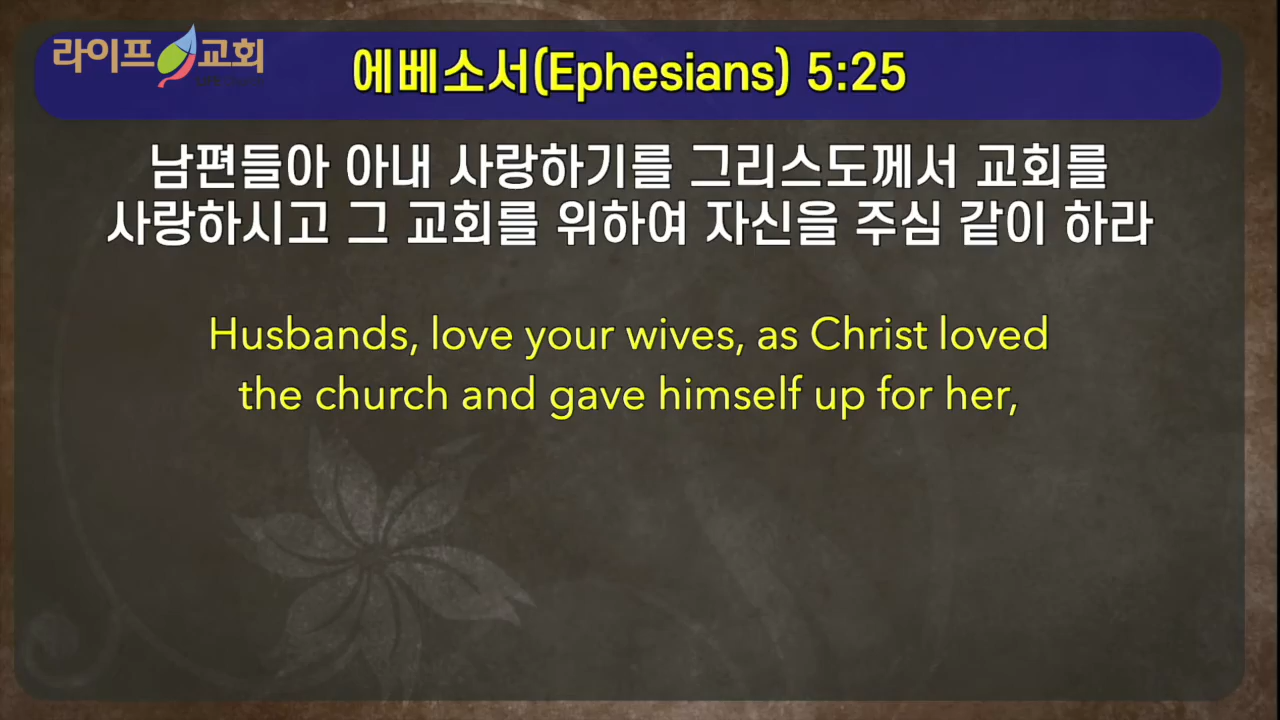 라이프 교회
에베소서(Ephesians) 5:25
남편들아 아내 사랑하기를 그리스도께서 교회를
사랑하시고 그 교회를 위하여 자신을 주심 같이 하라
Husbands, love your wives, as Christ loved
the church and gave himself up for her,